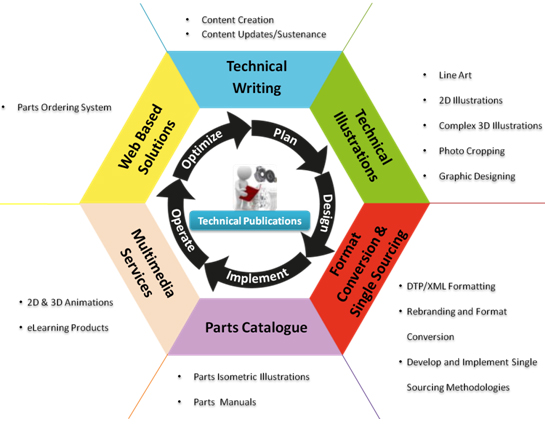 Content Creation
Content Updates/Sustenance
Technical
Writing
Line Art
2D Illustrations
Complex 3D Illustrations
Photo Cropping
Graphic Designing
Technical
Illustrations
Web Based
Solutions
Parts Ordering System
Optimize
Plan
Design
Implement
Operate
Technical Publications
Format
Conversion &
Single Sourcing
DTP/XML Formatting
Rebranding and Format
Conversion
Develop and Implement Single
Sourcing Methodologies
Multimedia
Services
2D & 3D Animations
eLearning Products
Parts Catalogue
Parts Isometric Illustrations
Parts Manuals